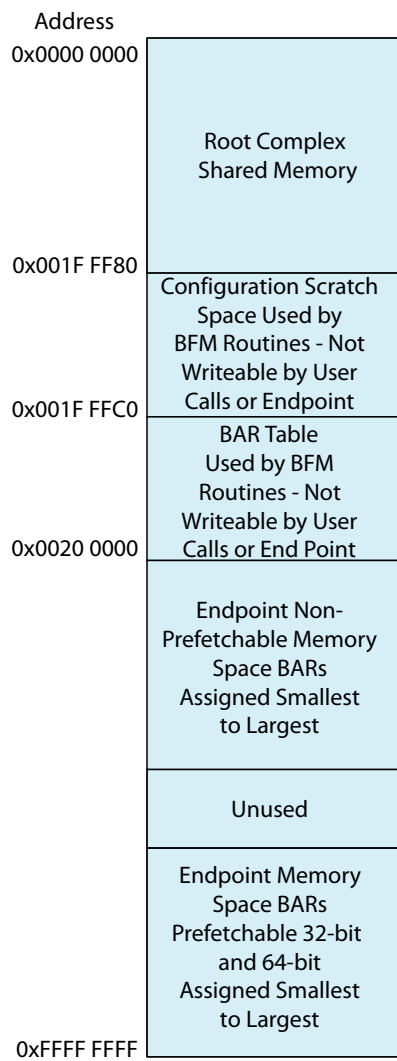 Address
0x0000 0000
Root Complex
Shared Memory
0x001F FF80
Configuration Scratch
Space Used by
BFM Routines - Not
Writeable by User
Calls or Endpoint
0x001F FFC0
BAR Table
Used by BFM
Routines - Not
Writeable by User
Calls or End Point
0x0020 0000
Endpoint Non-
Prefetchable Memory
Space BARs
Assigned Smallest
to Largest
Unused
Endpoint Memory
Space BARs
Prefetchable 32-bit
and 64-bit
Assigned Smallest
to Largest
0xFFFF FFFF